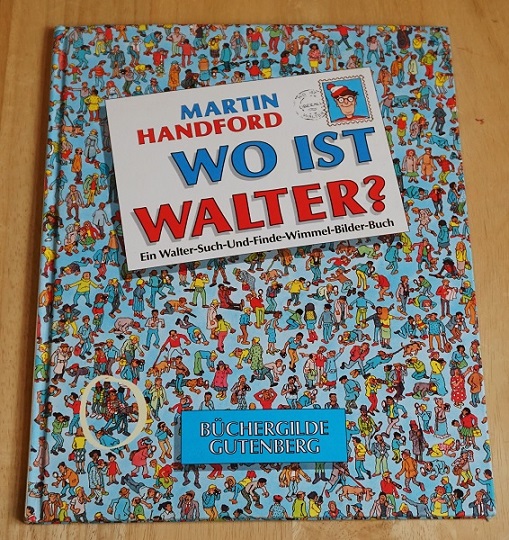 MARTIN
HANDFORD
WO IST
WALTER?
Ein Walter-Such-Und-Finde-Wimmel-Bilder-Buch
BÜCHERGILDE
GUTENBERG